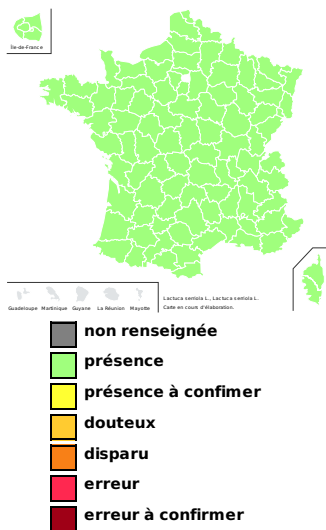 Île-de-France
Guadeloupe Martinique Guyane La Réunion Mayotte
Lactuca serriola L., Lactuca serriola L.
Carte en cours d'élaboration.
non renseignée
présence
présence à confimer
douteux
disparu
erreur
erreur à confirmer